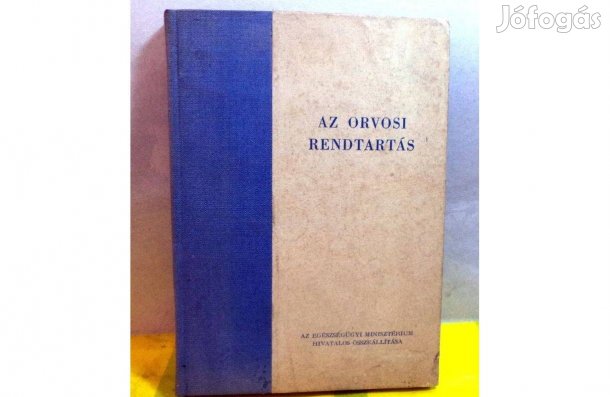 Jófogás
AZ ORVOSI
RENDTARTÁS
AZ EGÉSZSÉGÜGYI MINISZTÉRIUM
HIVATALOS ÖSSZEÁLLÍTÁSA